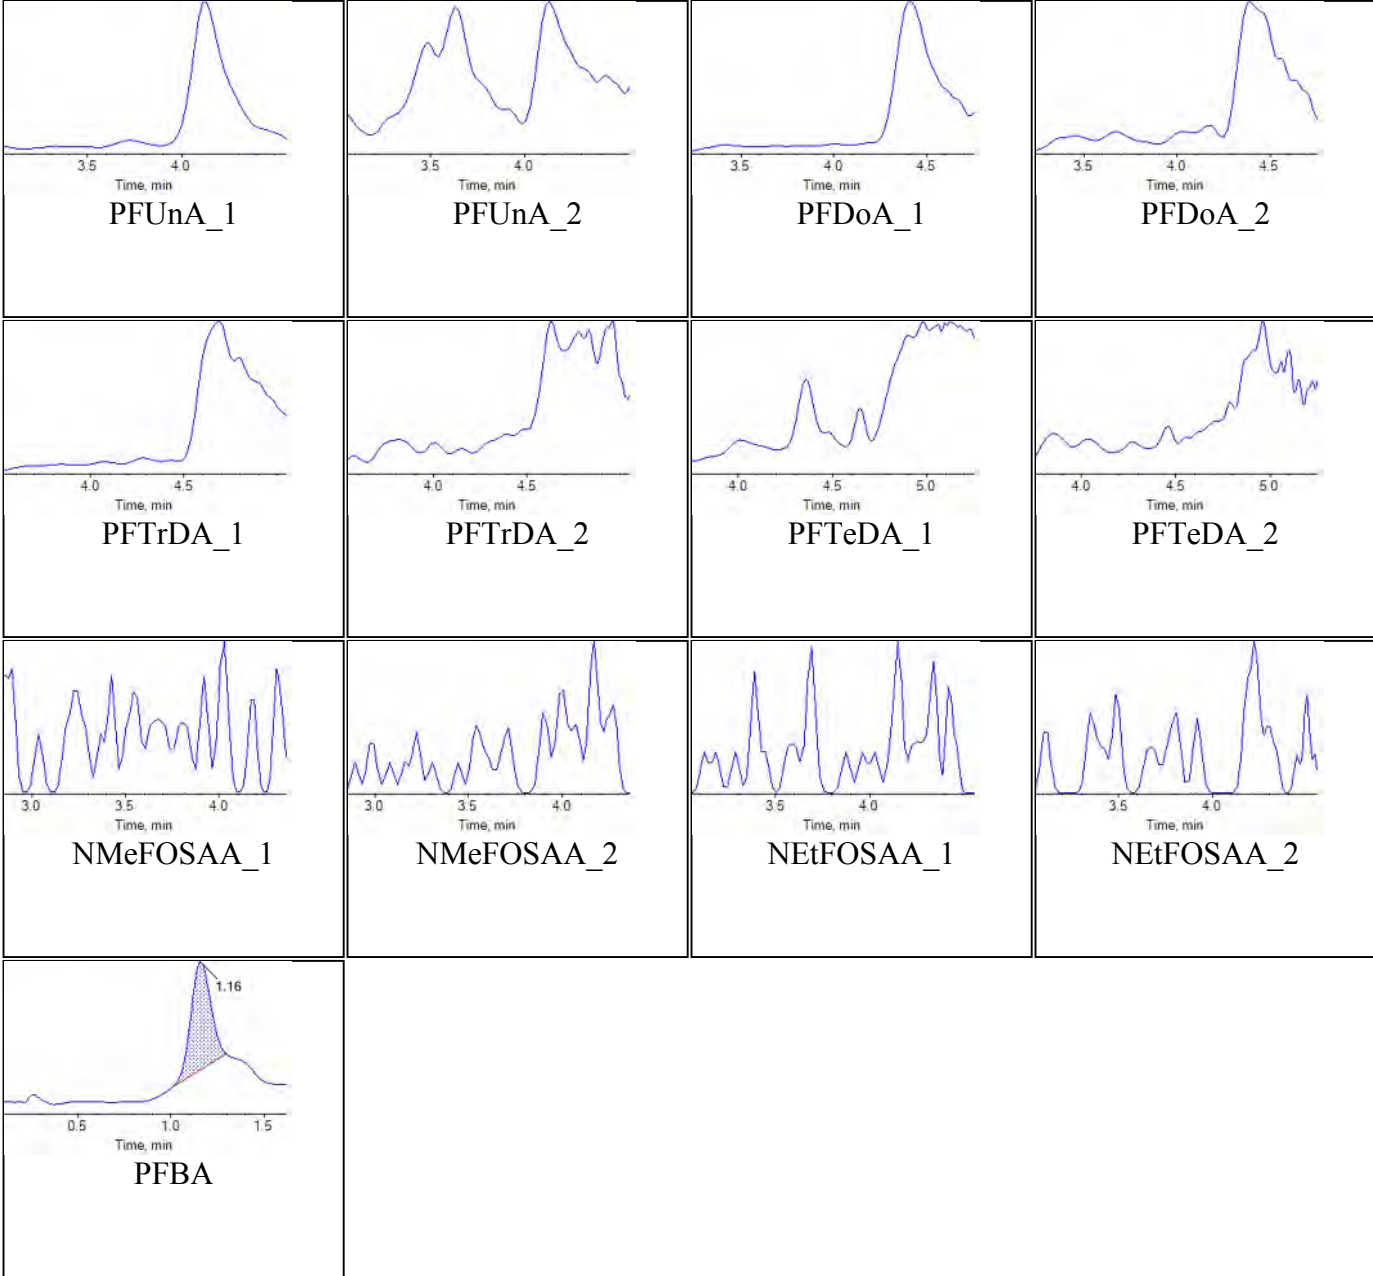 3.5 4.0
Time, min
PFUnA_1
3.5 4.0
Time, min
PFUnA_2
3.5 4.0 4.5
Time, min
PFDoA_1
3.5 4.0 4.5
Time, min
PFDoA_2
4.0 4.5
Time, min
PFTrDA_1
4.0 4.5
Time, min
PFTrDA_2
4.0 4.5 5.0
Time, min
PFTeDA_1
4.0 4.5 5.0
Time, min
PFTeDA_2
3.0 3.5 4.0
Time, min
NMeFOSAA_1
3.0 3.5 4.0
Time, min
NMeFOSAA_2
3.5 4.0
Time, min
NEtFOSAA_1
3.5 4.0
Time, min
NEtFOSAA_2
1.16
0.5 1.0 1.5
Time, min
PFBA